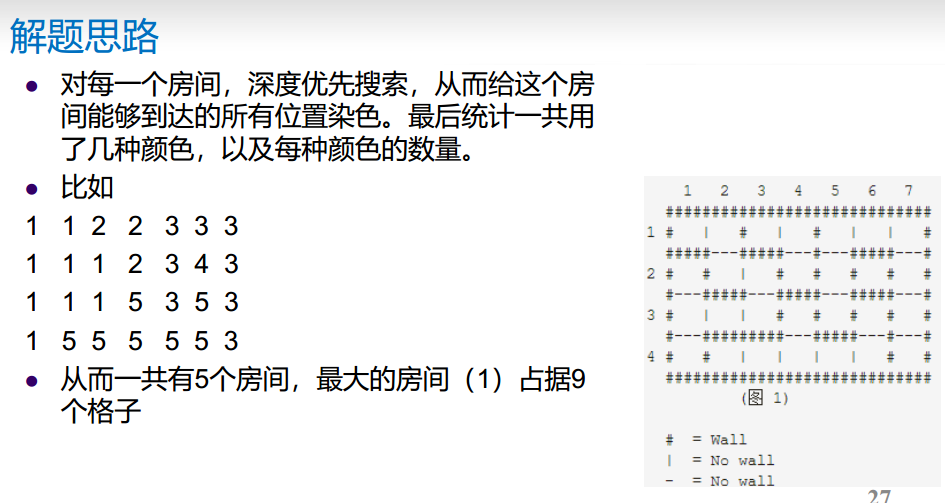 解题思路
● 对每一个房间，深度优先搜索，从而给这个房
间能够到达的所有位置染色。最后统计一共用
了几种颜色，以及每种颜色的数量。
● 比如
1 1 2 2 3 3 3
1 1 1 2 3 4 3
1 1 1 5 3 5 3
1 5 5 5 5 5 3
● 从而一共有5个房间，最大的房间（1）占据9
个格子
1 2 3 4 5 6 7
#############################
1 # | # | # | | #
#####---#####---#---#####---#
2 # # | # # # # #
#---#####---#####---#####---#
3 # | | # # # # #
#---#########---#####---#---#
4 # # | | | | # #
#############################
(图 1)
# = Wall
| = No wall
- = No wall
27